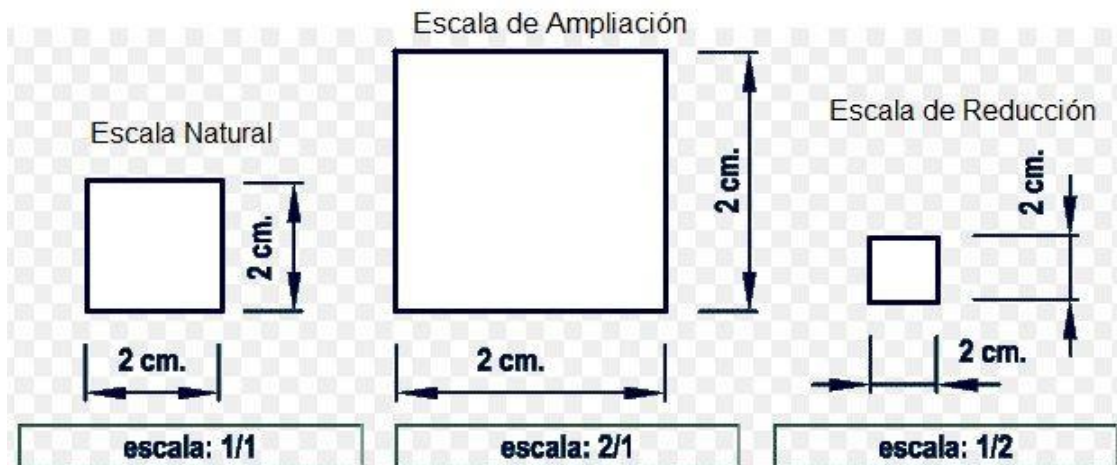 Escala de Ampliación
Escala Natural
Escala de Reducción
2 cm.
2 cm.
2 cm.
2 cm.
2 cm.
2 cm.
escala: 1/1
escala: 2/1
escala: 1/2